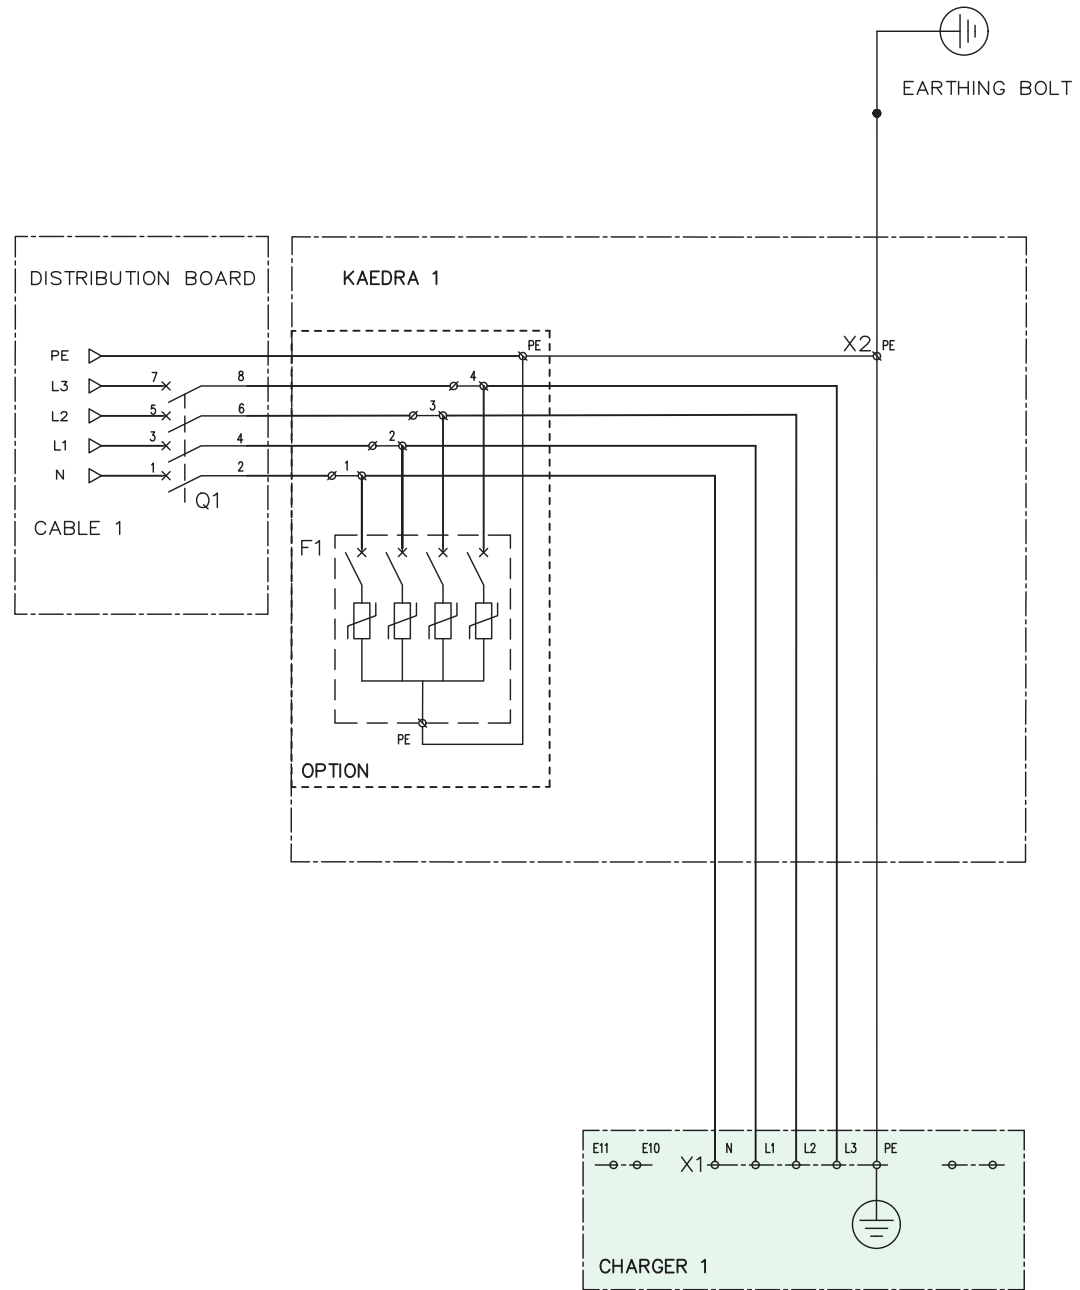 EARTHING BOLT
DISTRIBUTION BOARD
KAEDRA 1
PE
PE
X2 PE
L3 7 8 4
L2 5 6 3
L1 3 4 2
N 1 2 1
Q1
CABLE 1
F1
PE
OPTION
E11 E10 X1 N L1 L2 L3 PE
CHARGER 1